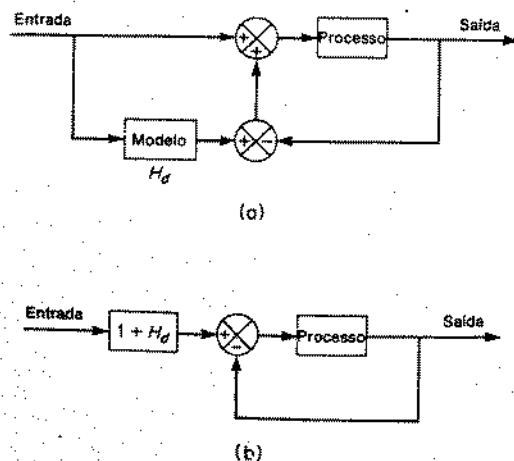 Entrada
Saída
+
+
Processo
Modelo
+
−
H_d
(a)
Entrada
Saída
1 + H_d
+
−
Processo
(b)